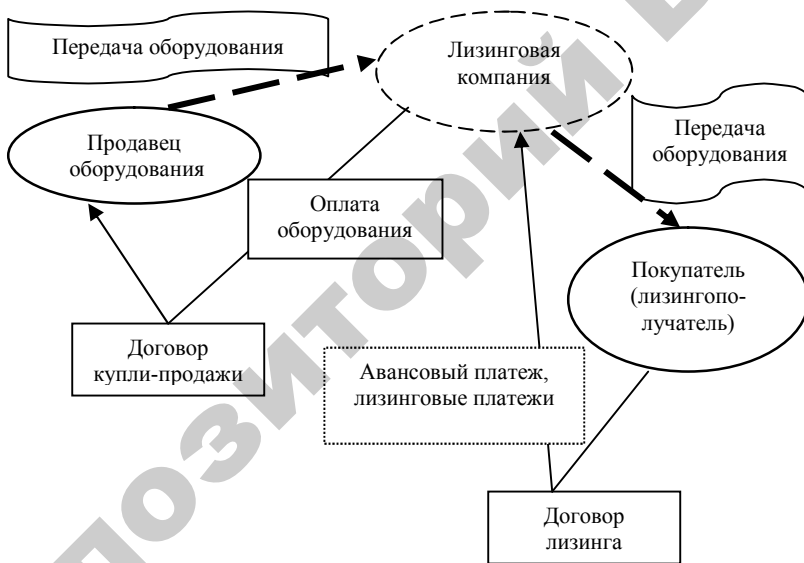 Передача оборудования
Лизинговая
компания
Продавец
оборудования
Передача
оборудования
Оплата
оборудования
Покупатель
(лизингопо-
лучатель)
Договор
купли-продажи
Авансовый платеж,
лизинговые платежи
Договор
лизинга